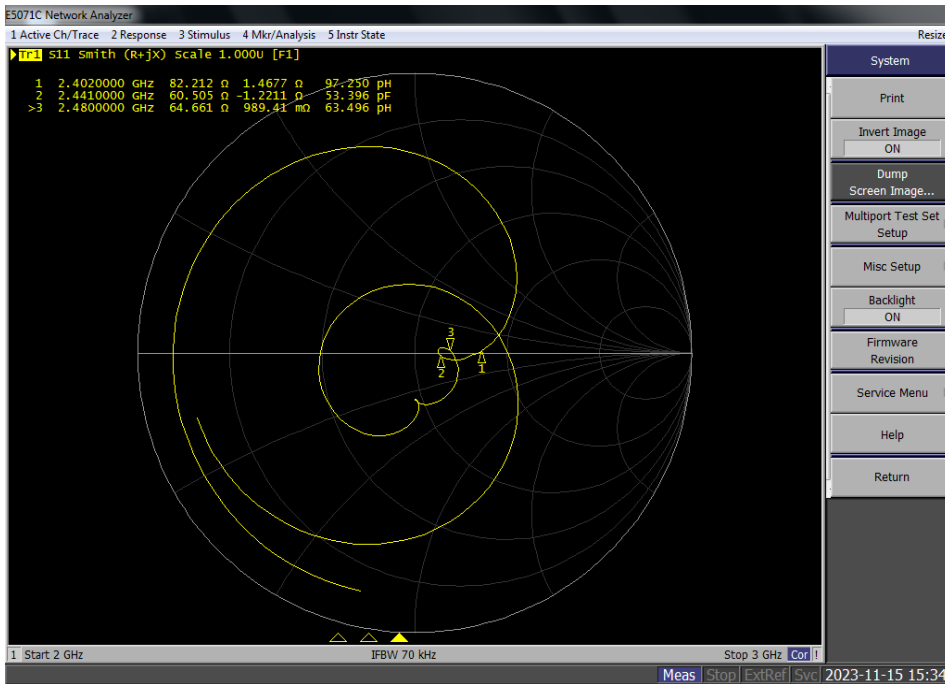 E5071C Network Analyzer
1 Active Ch/Trace 2 Response 3 Stimulus 4 Mkr/Analysis 5 Instr State
Resize
Tr1 S11 Smith (R+jX) Scale 1.000U [F1]
1 2.4020000 GHz 82.212 Ω 1.4677 Ω 97.250 pH
2 2.4410000 GHz 60.505 Ω -1.2211 Ω 53.396 pF
>3 2.4800000 GHz 64.661 Ω 989.41 mΩ 63.496 pH
3
2
1
System
Print
Invert Image
ON
Dump
Screen Image...
Multiport Test Set
Setup
Misc Setup
Backlight
ON
Firmware
Revision
Service Menu
Help
Return
1 Start 2 GHz
IFBW 70 kHz
Stop 3 GHz Cor !
Meas Stop ExtRef Svc 2023-11-15 15:34